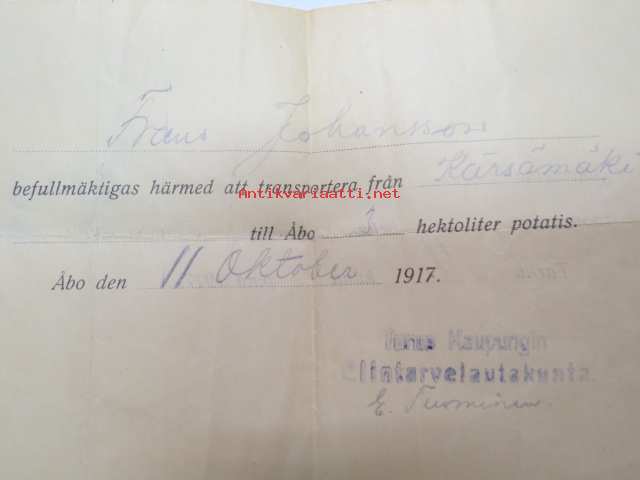 Frans Johansson
befullmäktigas härmed att transportera från Kärsämäki
Antikvariaatti.net
till Åbo 3 hektoliter potatis.
Åbo den 11 Oktober 1917.
Turun Kaupungin
Elintarvelautakunta.
E. Tuominen.